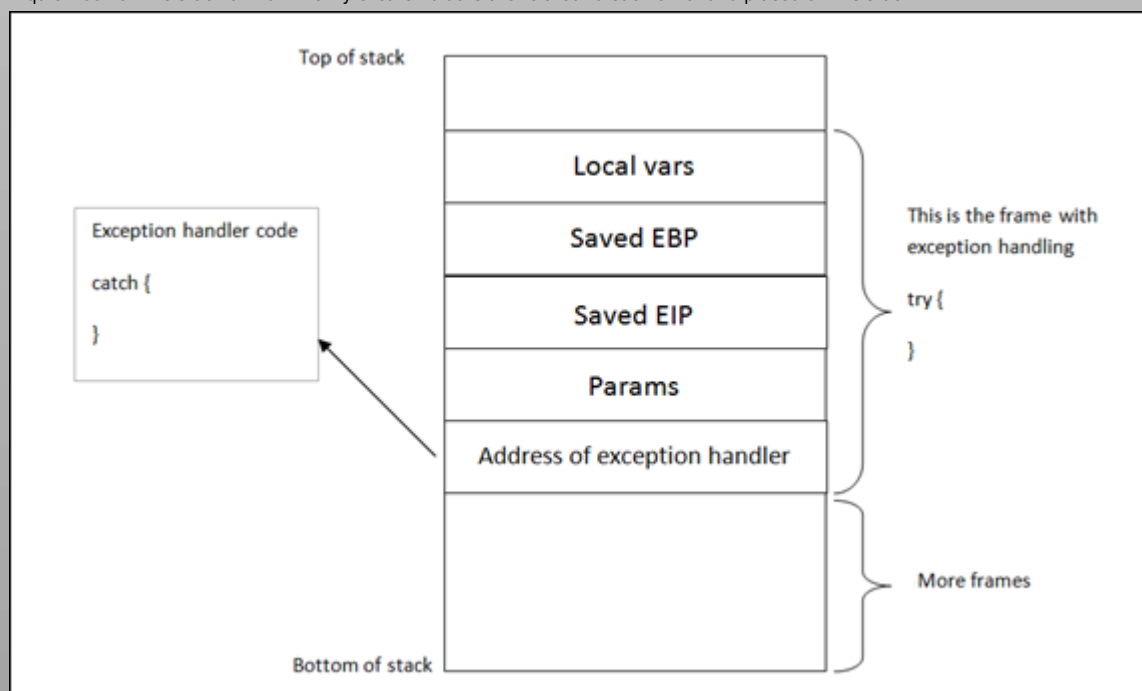 Top of stack
Local vars
Saved EBP
Saved EIP
Params
Address of exception handler
Exception handler code
catch {
}
This is the frame with
exception handling
try {
}
More frames
Bottom of stack